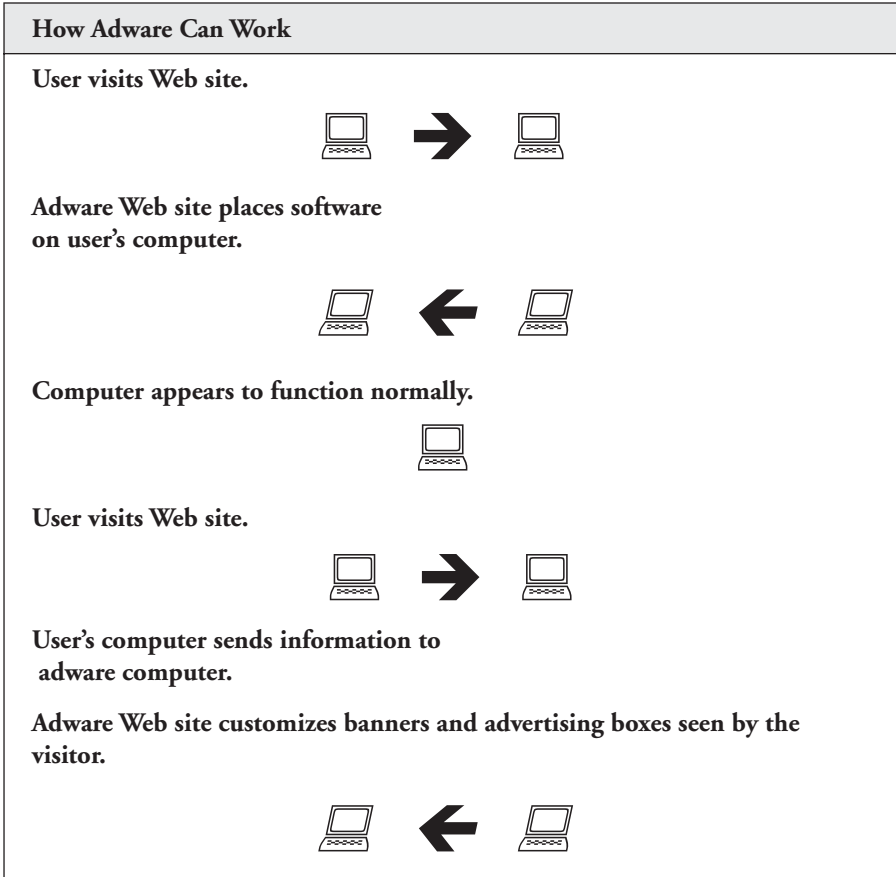 How Adware Can Work
User visits Web site.
Adware Web site places software
on user’s computer.
Computer appears to function normally.
User visits Web site.
User’s computer sends information to
adware computer.
Adware Web site customizes banners and advertising boxes seen by the
visitor.